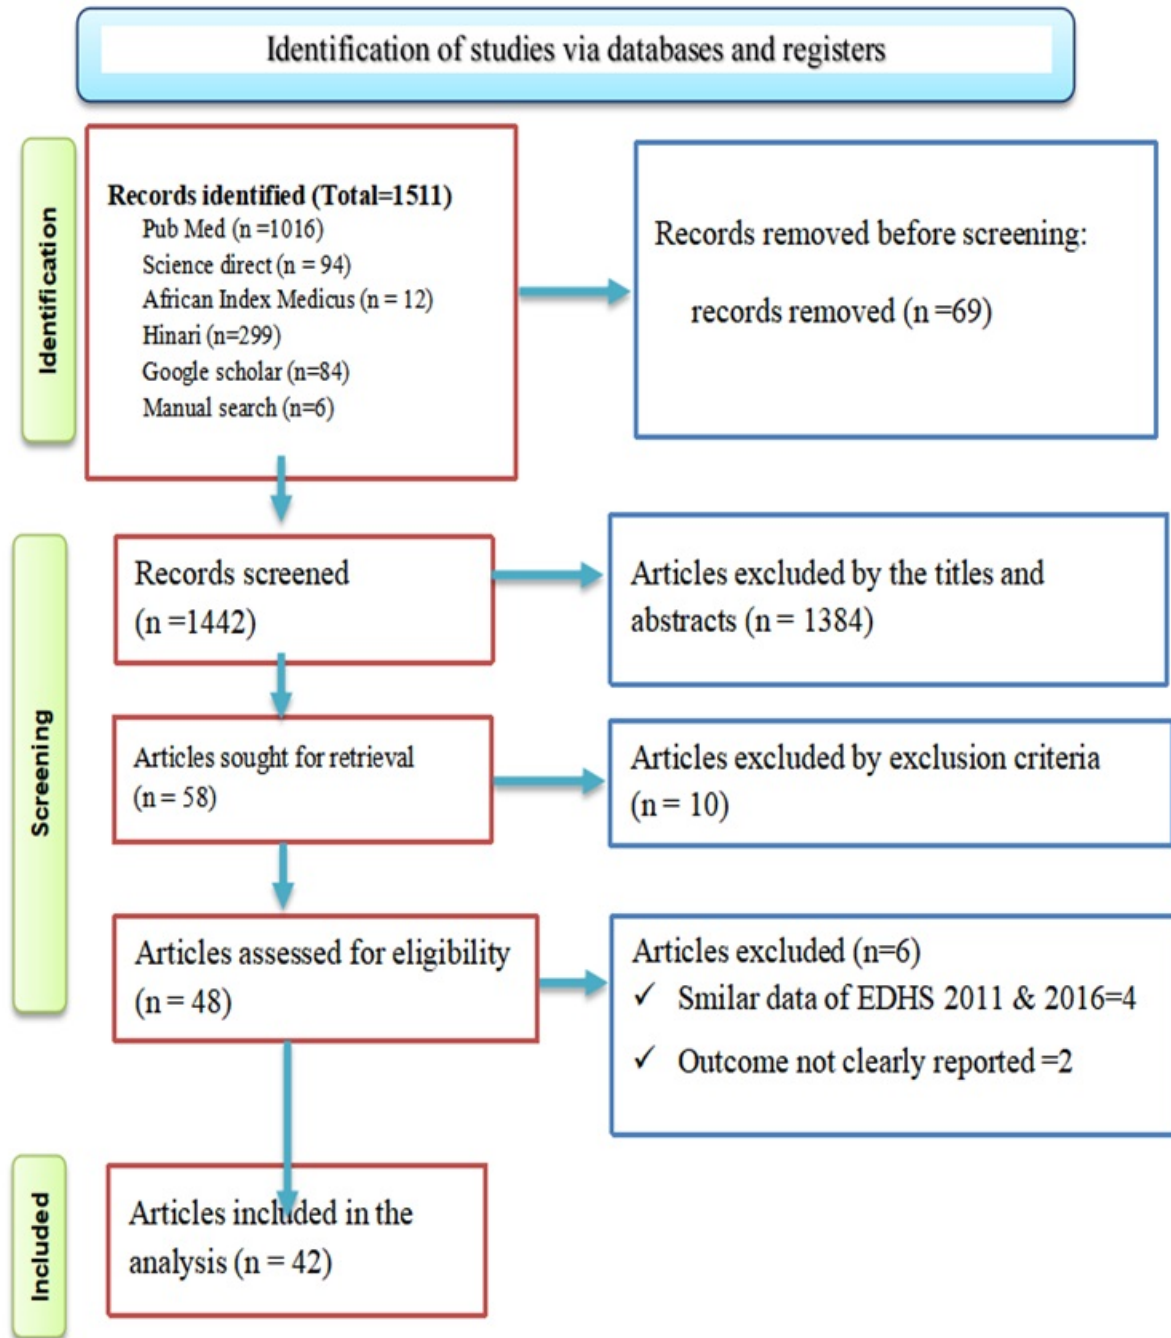 Identification of studies via databases and registers
Identification
Records identified (Total=1511)
Pub Med (n =1016)
Science direct (n = 94)
African Index Medicus (n = 12)
Hinari (n=299)
Google scholar (n=84)
Manual search (n=6)
Records removed before screening:
records removed (n =69)
Screening
Records screened
(n =1442)
Articles excluded by the titles and
abstracts (n = 1384)
Articles sought for retrieval
(n = 58)
Articles excluded by exclusion criteria
(n = 10)
Articles assessed for eligibility
(n = 48)
Articles excluded (n=6)
✓ Smilar data of EDHS 2011 & 2016=4
✓ Outcome not clearly reported =2
Included
Articles included in the
analysis (n = 42)